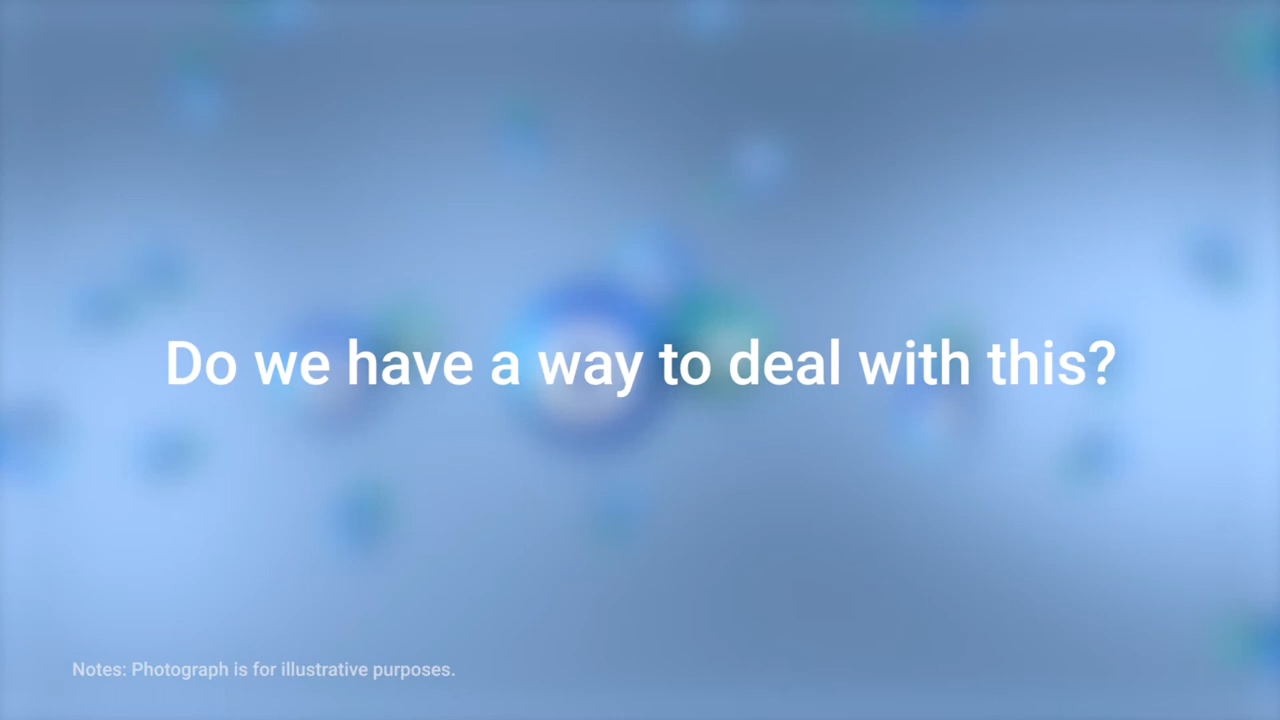 Do we have a way to deal with this?
Notes: Photograph is for illustrative purposes.